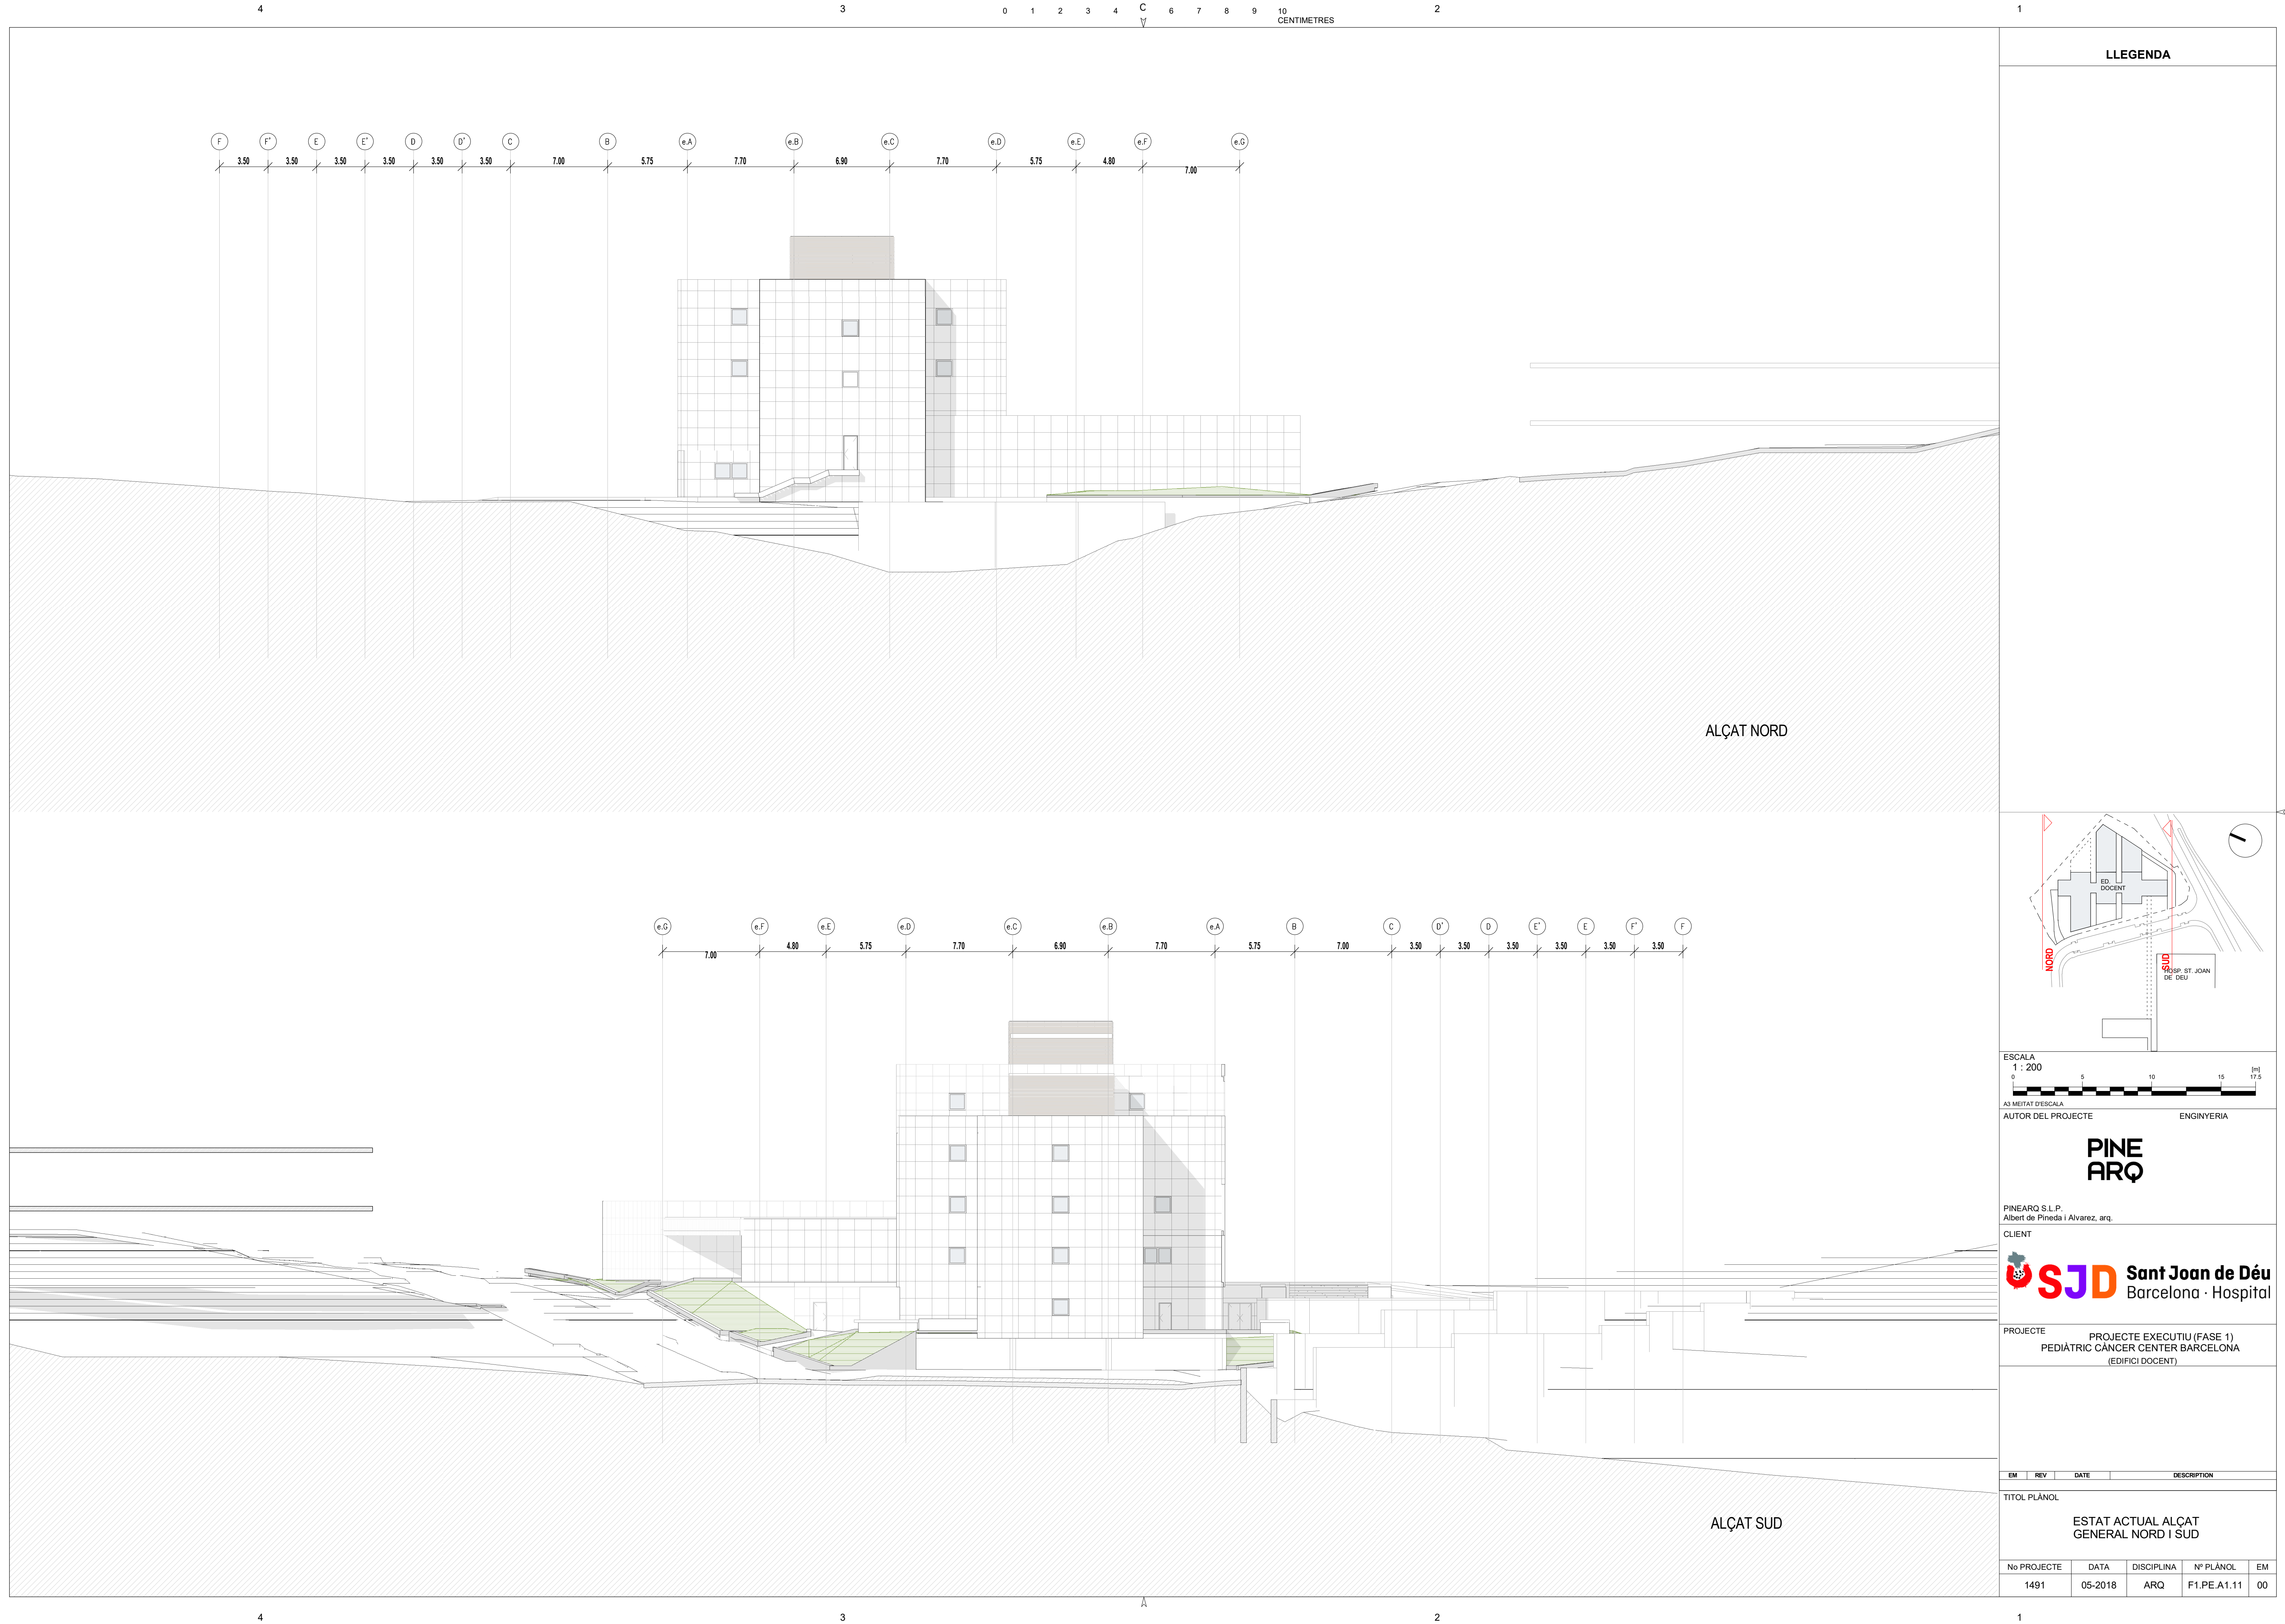 4 3 C 2 1
0 1 2 3 4 6 7 8 9 10
CENTIMETRES
LLEGENDA
F F' E E' D D' C B e.A e.B e.C e.D e.E e.F e.G
3.50 3.50 3.50 3.50 3.50 3.50 7.00 5.75 7.70 6.90 7.70 5.75 4.80 7.00
ALÇAT NORD
e.G e.F e.E e.D e.C e.B e.A B C D' D E' E F' F
7.00 4.80 5.75 7.70 6.90 7.70 5.75 7.00 3.50 3.50 3.50 3.50 3.50 3.50
ALÇAT SUD
ED.
DOCENT
NORD
SUD
HOSP. ST. JOAN
DE DEU
ESCALA
1 : 200
[m]
0 5 10 15 17.5
A3 MEITAT D'ESCALA
AUTOR DEL PROJECTE ENGINYERIA
PINE
ARQ
PINEARQ S.L.P.
Albert de Pineda i Alvarez, arq.
CLIENT
SJD Sant Joan de Déu
Barcelona · Hospital
PROJECTE
PROJECTE EXECUTIU (FASE 1)
PEDIÀTRIC CÀNCER CENTER BARCELONA
(EDIFICI DOCENT)
EM REV DATE DESCRIPTION
TITOL PLÀNOL
ESTAT ACTUAL ALÇAT
GENERAL NORD I SUD
No PROJECTE DATA DISCIPLINA Nº PLÀNOL EM
1491 05-2018 ARQ F1.PE.A1.11 00
4 3 2 1